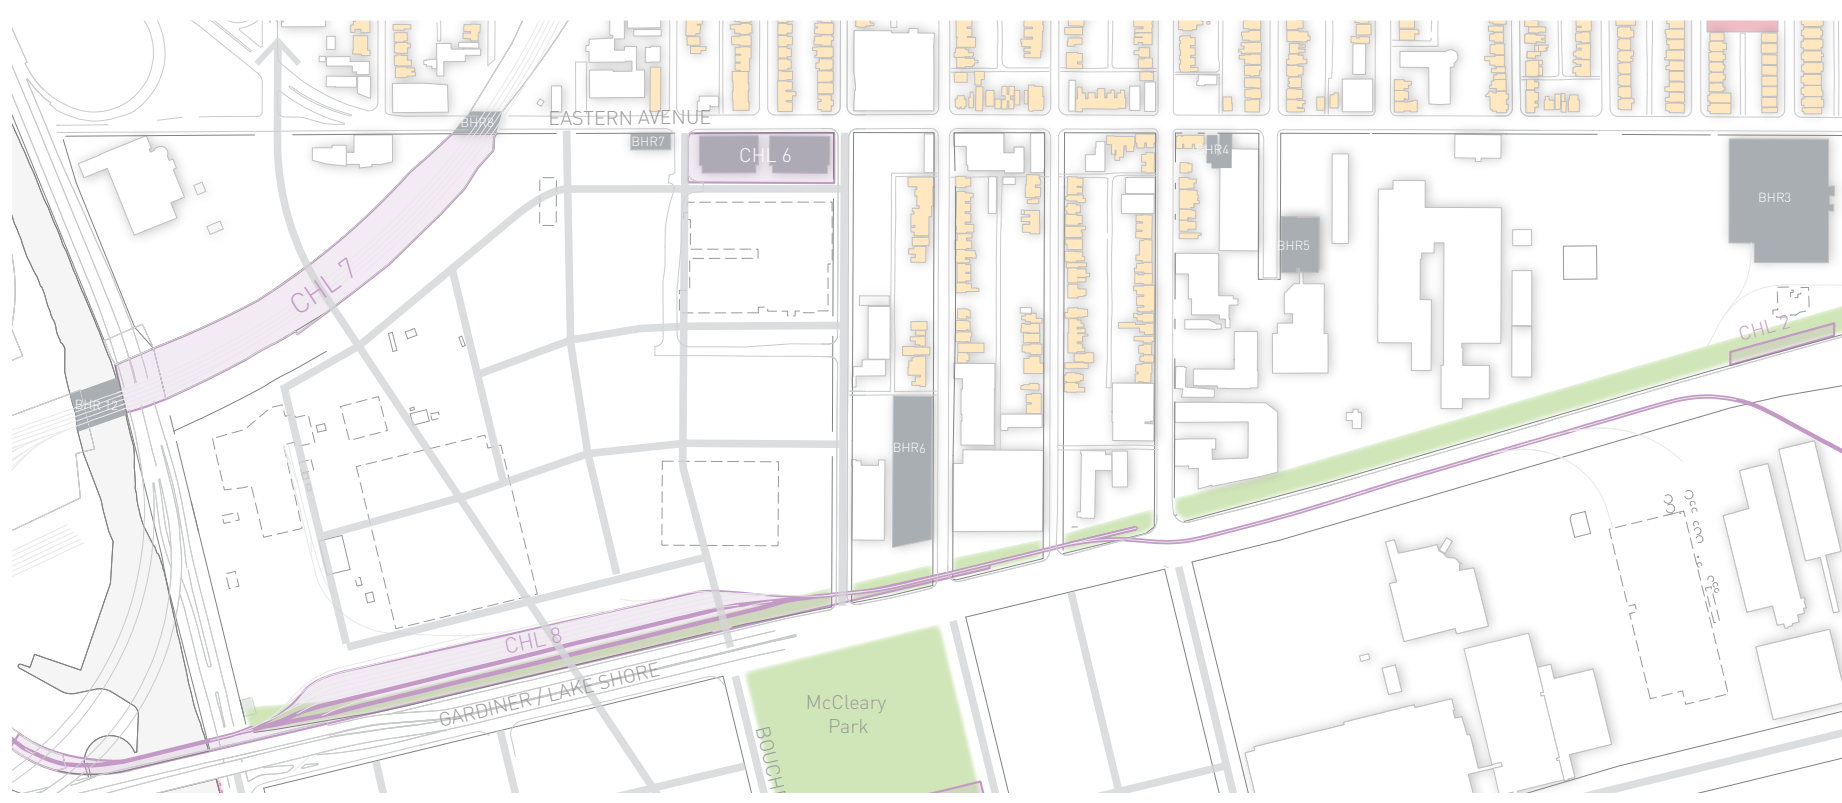 EASTERN AVENUE
BHR8
BHR7
CHL 6
BHR4
BHR3
BHR5
CHL 7
CHL 2
BHR 12
BHR6
CHL 8
GARDINER / LAKE SHORE
McCleary
Park
BOUCH